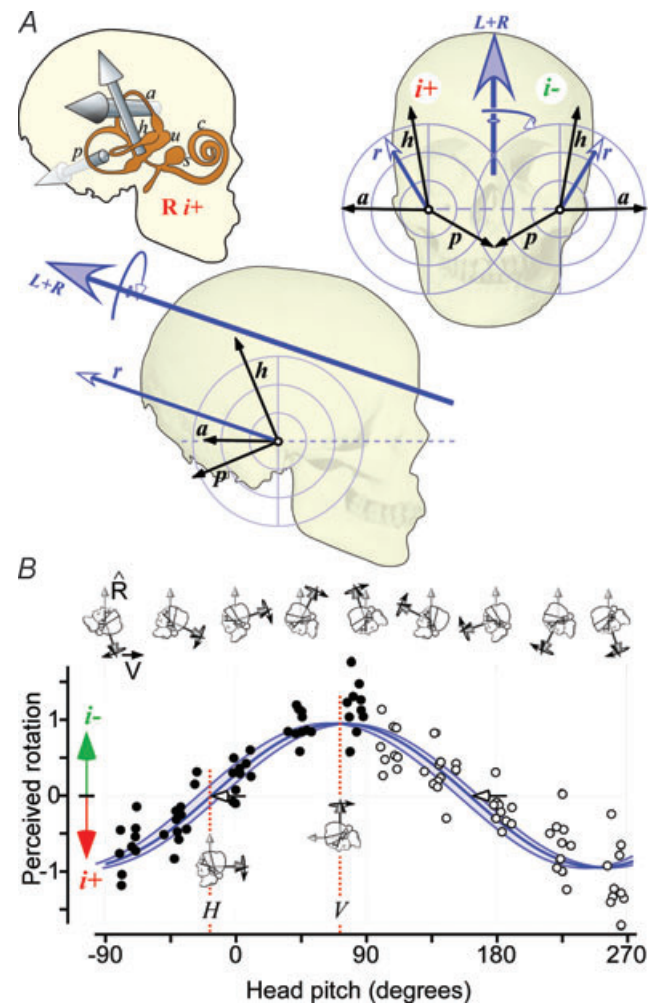 A
L+R
i+
i-
a
h
u
c
p
s
v
R i+
h
h
r
r
a
a
p
p
L+R
r
h
a
p
B
R̂
V
i-
1
0
-1
i+
Perceived rotation
H
V
-90
0
90
180
270
Head pitch (degrees)